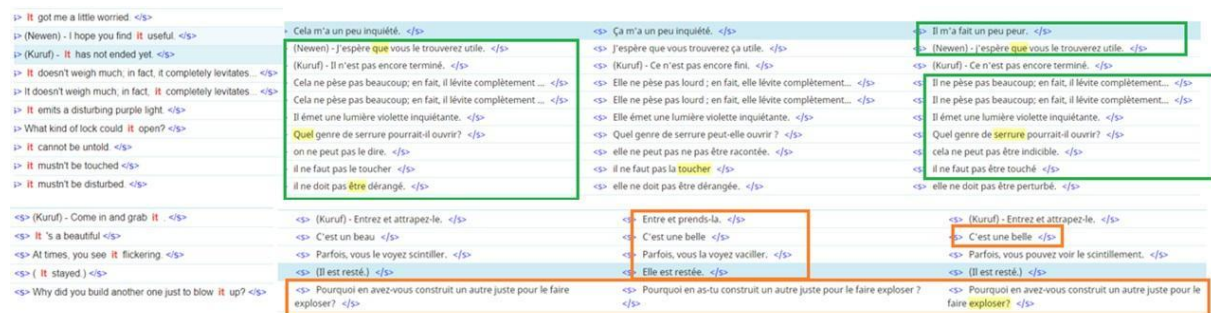 <s> It got me a little worried. </s>
Cela m'a un peu inquiété. </s>
<s> Ça m'a un peu inquiété. </s>
<s> Il m'a fait un peu peur. </s>
s> (Newen) - I hope you find it useful. </s>
(Newen) - J'espère que vous le trouverez utile. </s>
<s> J'espère que vous trouverez ça utile. </s>
<s> (Newen) - j'espère que vous le trouverez utile. </s>
s> (Kuruf) - It has not ended yet. </s>
(Kuruf) - Il n'est pas encore terminé. </s>
<s> (Kuruf) - Ce n'est pas encore fini. </s>
<s> (Kuruf) - Ce n'est pas encore terminé. </s>
s> It doesn't weigh much; in fact, it completely levitates... </s>
Cela ne pèse pas beaucoup; en fait, il lévite complètement ... </s>
<s> Elle ne pèse pas lourd ; en fait, elle lévite complètement... </s>
<s> Il ne pèse pas beaucoup; en fait, il lévite complètement... </s>
s> It doesn't weigh much; in fact, it completely levitates... </s>
Cela ne pèse pas beaucoup; en fait, il lévite complètement ... </s>
<s> Elle ne pèse pas lourd ; en fait, elle lévite complètement... </s>
<s> Il ne pèse pas beaucoup; en fait, il lévite complètement... </s>
s> It emits a disturbing purple light. </s>
Il émet une lumière violette inquiétante. </s>
<s> Elle émet une lumière violette inquiétante. </s>
<s> Il émet une lumière violette inquiétante. </s>
s> What kind of lock could it open? </s>
Quel genre de serrure pourrait-il ouvrir? </s>
<s> Quel genre de serrure peut-elle ouvrir ? </s>
<s> Quel genre de serrure pourrait-il ouvrir? </s>
s> it cannot be untold. </s>
on ne peut pas le dire. </s>
<s> elle ne peut pas ne pas être racontée. </s>
<s> cela ne peut pas être indicible. </s>
s> it mustn't be touched </s>
il ne faut pas le toucher </s>
<s> il ne faut pas la toucher </s>
<s> il ne faut pas être touché </s>
s> it mustn't be disturbed. </s>
il ne doit pas être dérangé. </s>
<s> elle ne doit pas être dérangée. </s>
<s> elle ne doit pas être perturbé. </s>
<s> (Kuruf) - Come in and grab it . </s>
<s> (Kuruf) - Entrez et attrapez-le. </s>
<s> Entre et prends-la. </s>
<s> (Kuruf) - Entrez et attrapez-le. </s>
<s> It 's a beautiful </s>
<s> C'est un beau </s>
<s> C'est une belle </s>
<s> C'est une belle </s>
<s> At times, you see it flickering. </s>
<s> Parfois, vous le voyez scintiller. </s>
<s> Parfois, vous la voyez vaciller. </s>
<s> Parfois, vous pouvez voir le scintillement. </s>
<s> ( It stayed.) </s>
<s> (Il est resté.) </s>
<s> Elle est restée. </s>
<s> (Il est resté.) </s>
<s> Why did you build another one just to blow it up? </s>
<s> Pourquoi en avez-vous construit un autre juste pour le faire
exploser? </s>
<s> Pourquoi en as-tu construit un autre juste pour le faire exploser ?
</s>
<s> Pourquoi en avez-vous construit un autre juste pour le
faire exploser? </s>